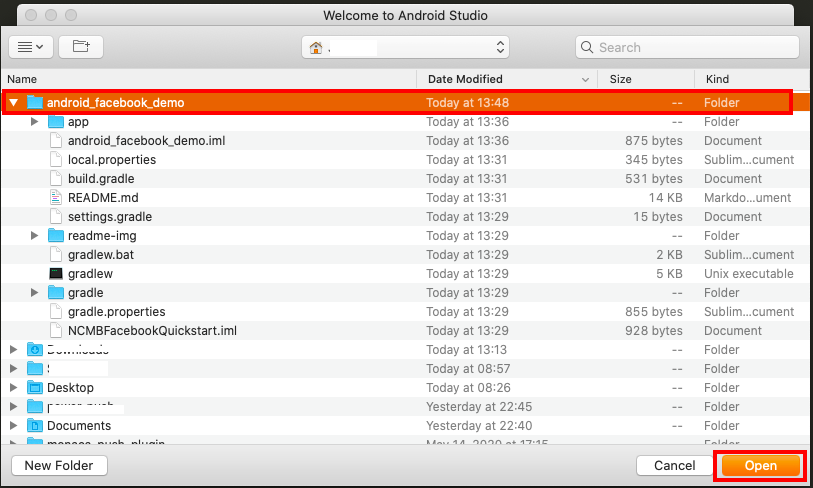 Welcome to Android Studio
Search
Name Date Modified Size Kind
android_facebook_demo Today at 13:48 -- Folder
app Today at 13:36 -- Folder
android_facebook_demo.iml Today at 13:36 875 bytes Document
local.properties Today at 13:31 345 bytes Sublim...cument
build.gradle Today at 13:31 531 bytes Document
README.md Today at 13:31 14 KB Markdo...ument
settings.gradle Today at 13:29 15 bytes Document
readme-img Today at 13:29 -- Folder
gradlew.bat Today at 13:29 2 KB Sublim...cument
gradlew Today at 13:29 5 KB Unix executable
gradle Today at 13:29 -- Folder
gradle.properties Today at 13:29 855 bytes Sublim...cument
NCMBFacebookQuickstart.iml Today at 13:29 928 bytes Document
Downloads Today at 13:13 -- Folder
Today at 08:57 -- Folder
Desktop Today at 08:26 -- Folder
Yesterday at 22:45 -- Folder
Documents Yesterday at 22:40 -- Folder
manage_push_plugin May 14, 2020 at 17:15 -- Folder
New Folder Cancel Open